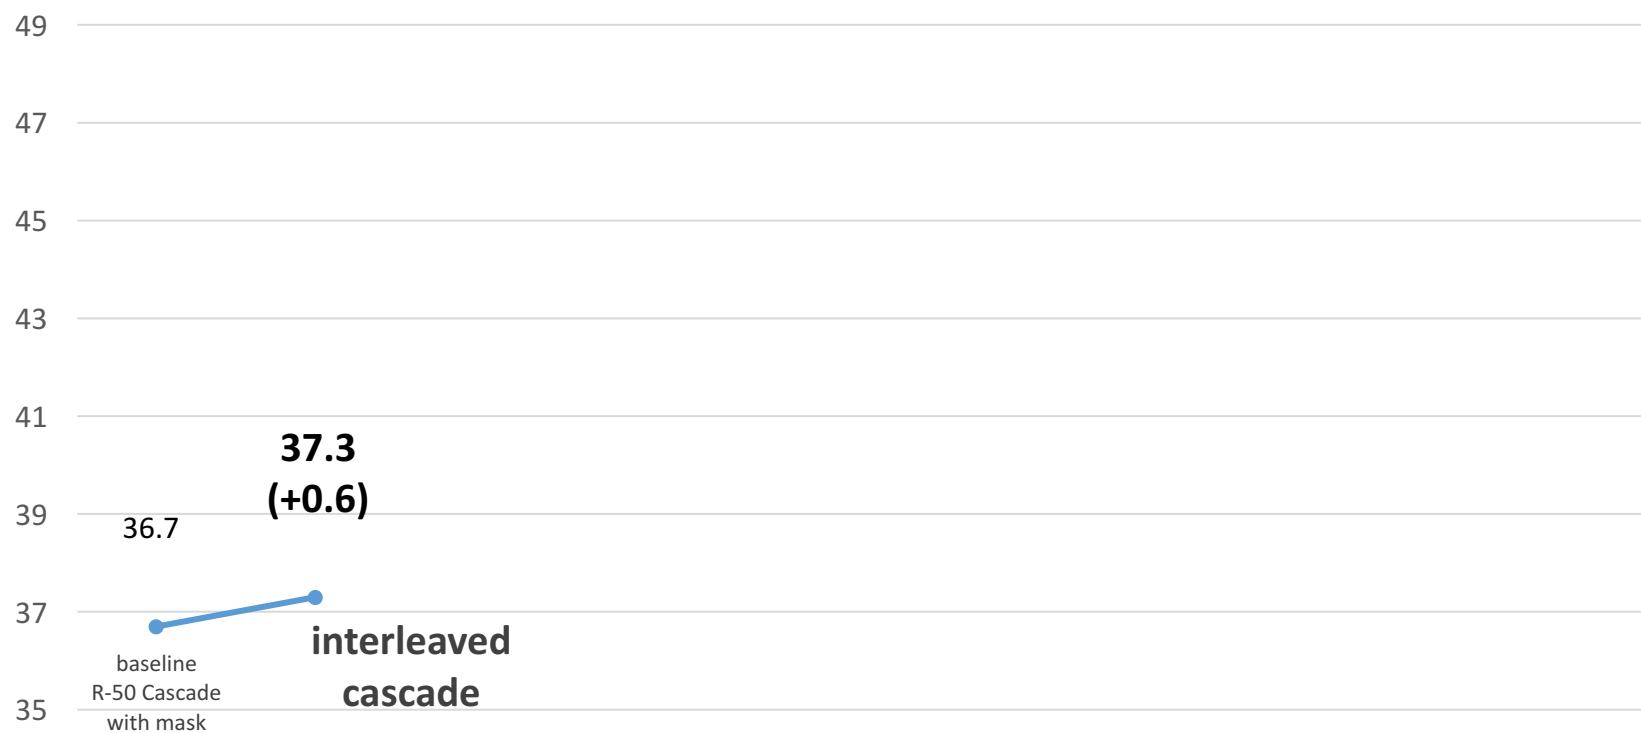 49
47
45
43
41
39
37
35
36.7
37.3
(+0.6)
baseline
R-50 Cascade
with mask
interleaved
cascade